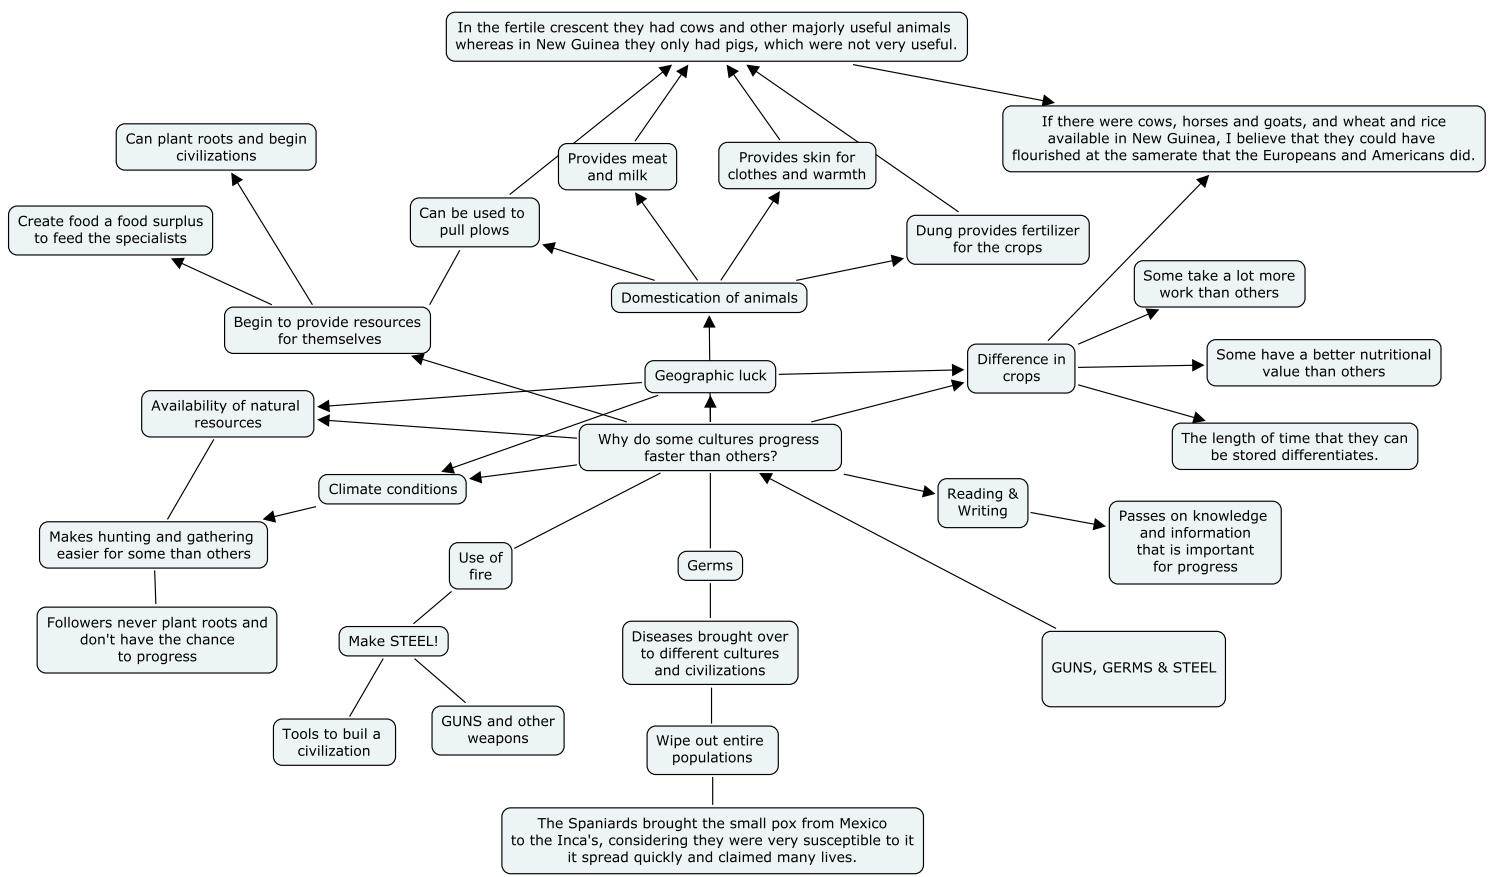 In the fertile crescent they had cows and other majorly useful animals
whereas in New Guinea they only had pigs, which were not very useful.
If there were cows, horses and goats, and wheat and rice
available in New Guinea, I believe that they could have
flourished at the samerate that the Europeans and Americans did.
Can plant roots and begin
civilizations
Provides meat
and milk
Provides skin for
clothes and warmth
Create food a food surplus
to feed the specialists
Can be used to
pull plows
Dung provides fertilizer
for the crops
Some take a lot more
work than others
Domestication of animals
Begin to provide resources
for themselves
Some have a better nutritional
value than others
Difference in
crops
Geographic luck
Availability of natural
resources
Why do some cultures progress
faster than others?
The length of time that they can
be stored differentiates.
Climate conditions
Reading &
Writing
Passes on knowledge
and information
that is important
for progress
Makes hunting and gathering
easier for some than others
Use of
fire
Germs
Followers never plant roots and
don't have the chance
to progress
Make STEEL!
Diseases brought over
to different cultures
and civilizations
GUNS, GERMS & STEEL
Tools to buil a
civilization
GUNS and other
weapons
Wipe out entire
populations
The Spaniards brought the small pox from Mexico
to the Inca's, considering they were very susceptible to it
it spread quickly and claimed many lives.